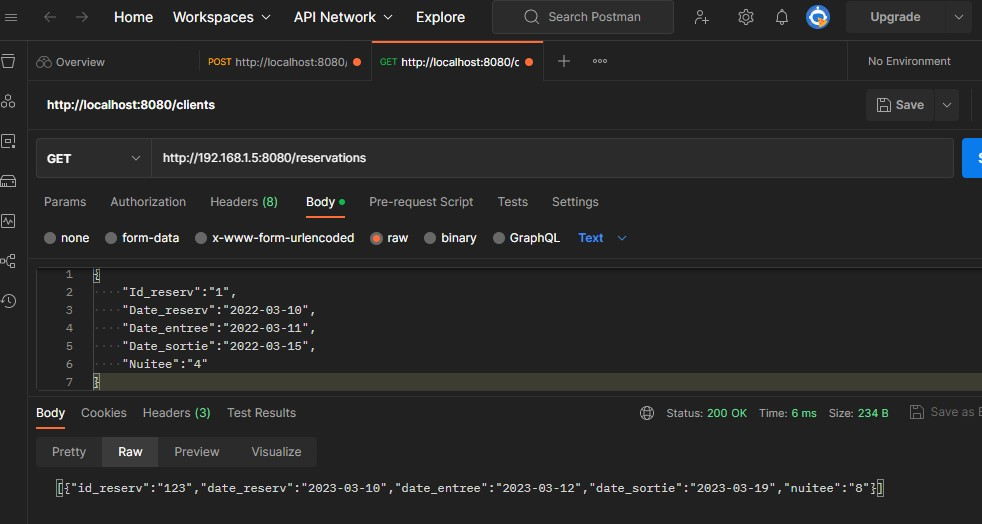 Home Workspaces API Network Explore Search Postman Upgrade
Overview POST http://localhost:8080/ GET http://localhost:8080/c No Environment
http://localhost:8080/clients Save
GET http://192.168.1.5:8080/reservations S
Params Authorization Headers (8) Body Pre-request Script Tests Settings
none form-data x-www-form-urlencoded raw binary GraphQL Text
1 {
2 "Id_reserv":"1",
3 "Date_reserv":"2022-03-10",
4 "Date_entree":"2022-03-11",
5 "Date_sortie":"2022-03-15",
6 "Nuitee":"4"
7 }
Body Cookies Headers (3) Test Results Status: 200 OK Time: 6 ms Size: 234 B Save as E
Pretty Raw Preview Visualize
[{"id_reserv":"123","date_reserv":"2023-03-10","date_entree":"2023-03-12","date_sortie":"2023-03-19","nuitee":"8"}]